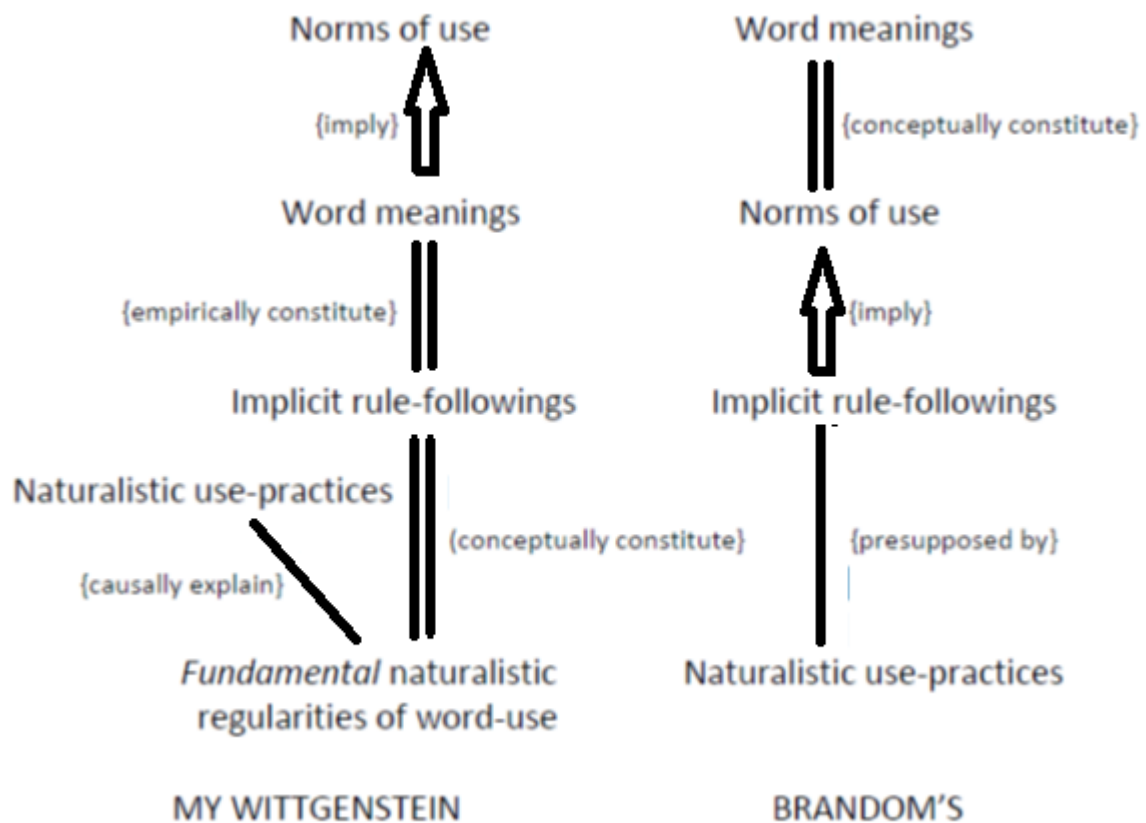 Norms of use
Word meanings
{imply}
{conceptually constitute}
Word meanings
Norms of use
{empirically constitute}
{imply}
Implicit rule-followings
Implicit rule-followings
Naturalistic use-practices
(conceptually constitute}
{presupposed by}
{causally explain}
Fundamental naturalistic
regularities of word-use
Naturalistic use-practices
MY WITTGENSTEIN
BRANDOM’S